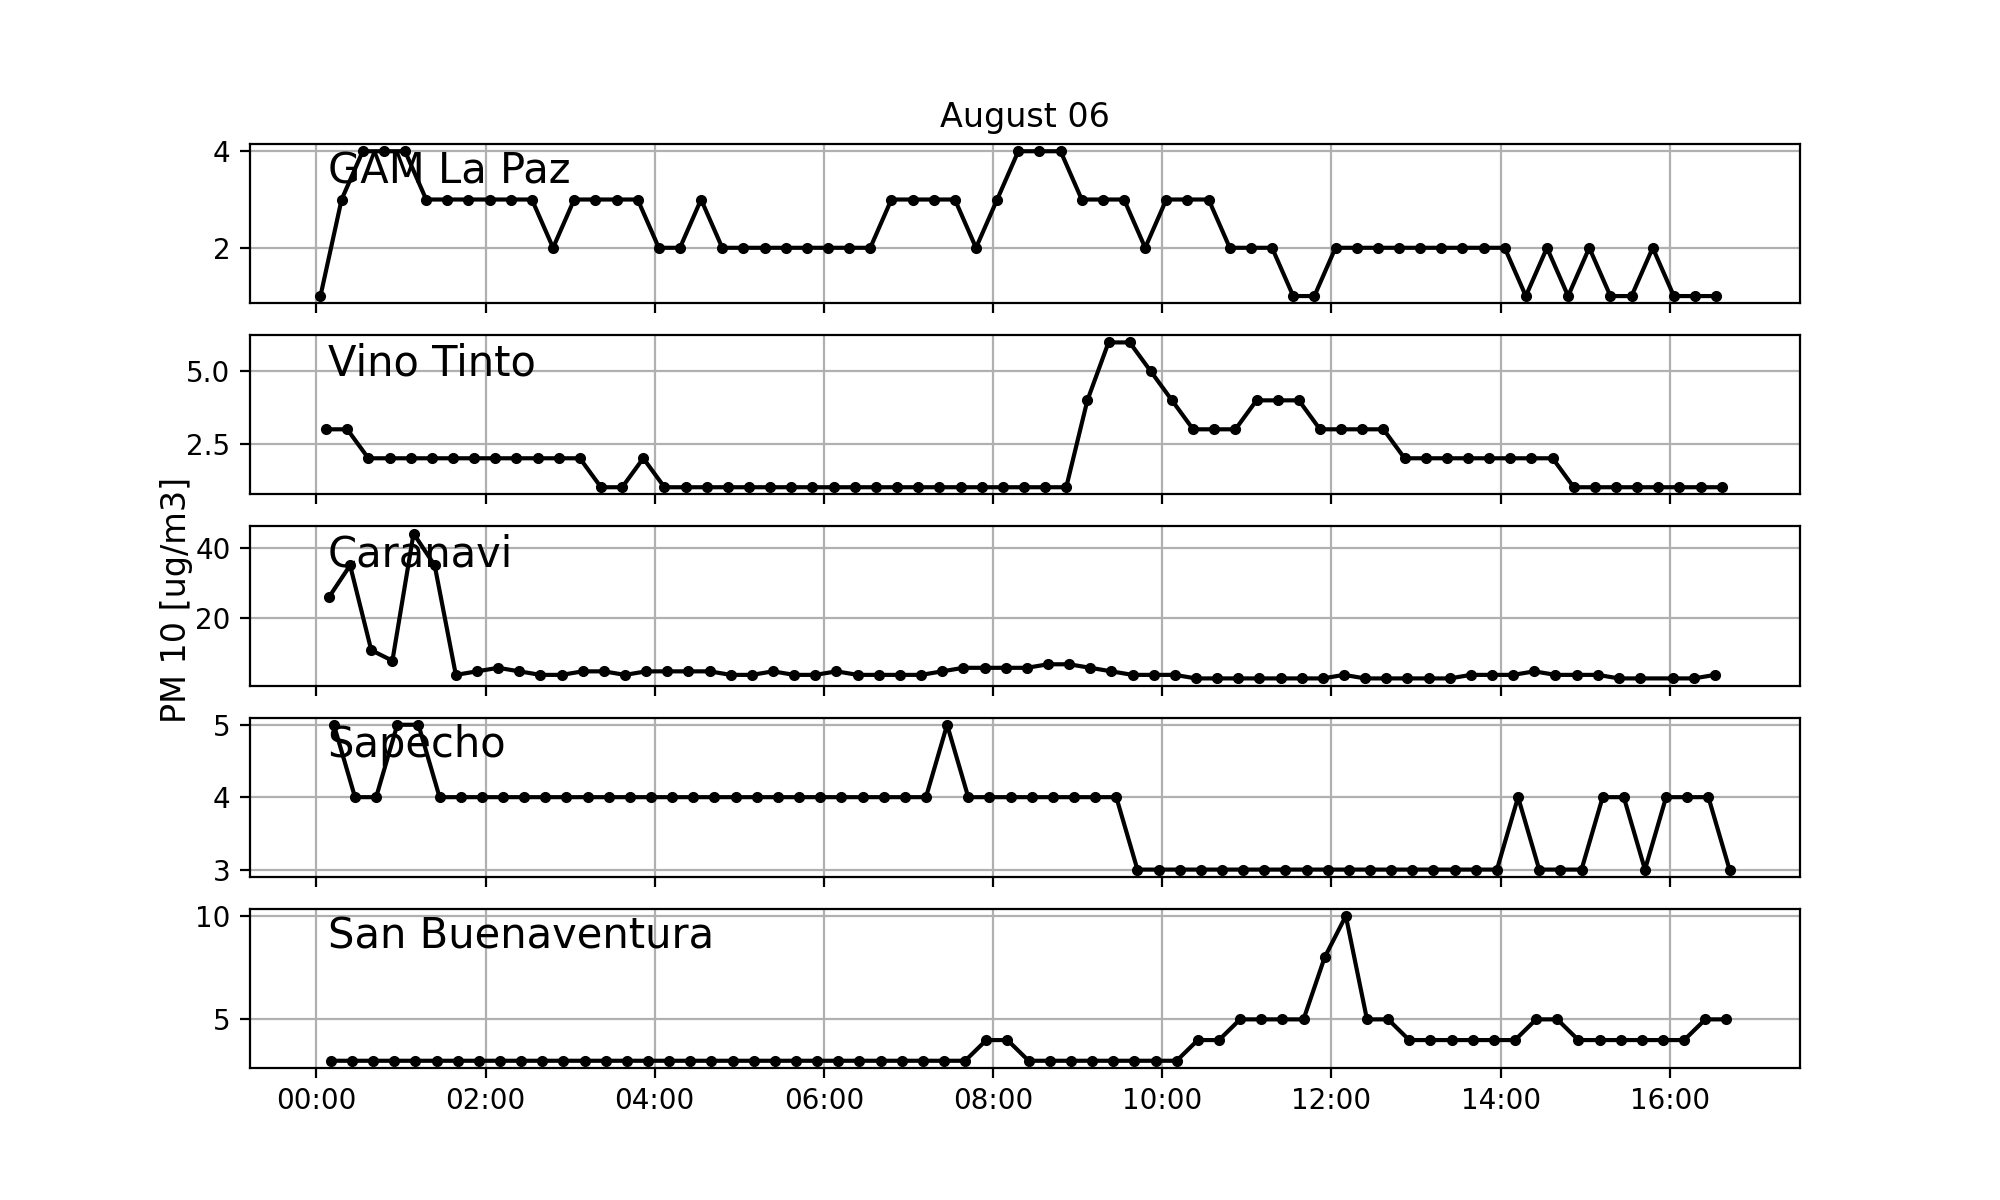 August 06
4
GAM La Paz
2
Vino Tinto
5.0
2.5
PM 10 [ug/m3]
40
Caranavi
20
5
Sapecho
4
3
10
San Buenaventura
5
00:00 02:00 04:00 06:00 08:00 10:00 12:00 14:00 16:00